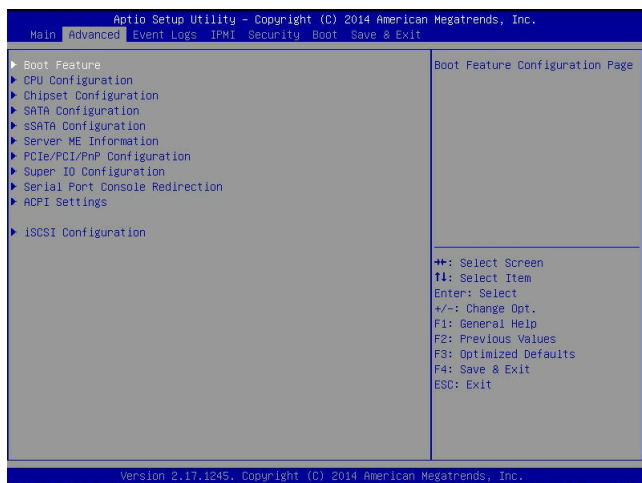 Aptio Setup Utility – Copyright (C) 2014 American Megatrends, Inc.
Main Advanced Event Logs IPMI Security Boot Save & Exit
▶ Boot Feature
▶ CPU Configuration
▶ Chipset Configuration
▶ SATA Configuration
▶ sSATA Configuration
▶ Server ME Information
▶ PCIe/PCI/PnP Configuration
▶ Super IO Configuration
▶ Serial Port Console Redirection
▶ ACPI Settings
▶ iSCSI Configuration
Boot Feature Configuration Page
→←: Select Screen
↑↓: Select Item
Enter: Select
+/-: Change Opt.
F1: General Help
F2: Previous Values
F3: Optimized Defaults
F4: Save & Exit
ESC: Exit
Version 2.17.1245. Copyright (C) 2014 American Megatrends, Inc.